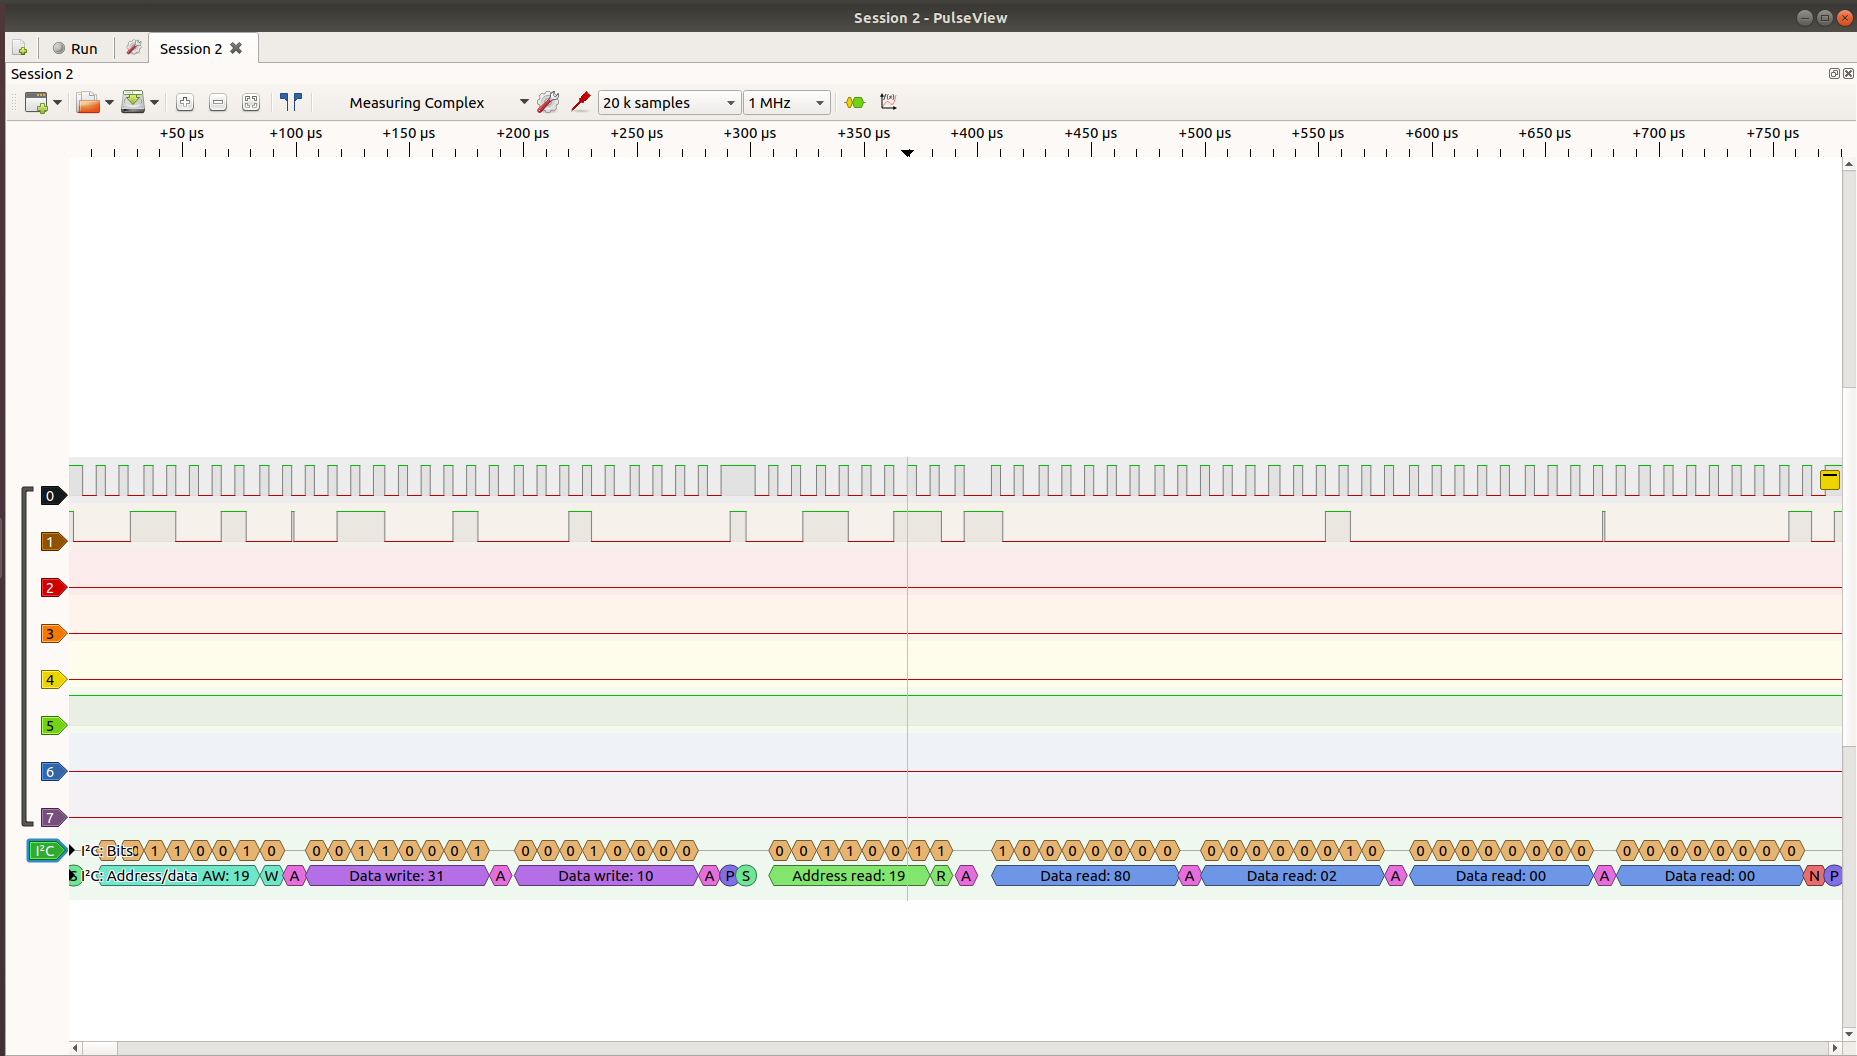 Session 2 - PulseView
Run
Session 2
Session 2
Measuring Complex 20 k samples 1 MHz
+50 µs +100 µs +150 µs +200 µs +250 µs +300 µs +350 µs +400 µs +450 µs +500 µs +550 µs +600 µs +650 µs +700 µs +750 µs
0
1
2
3
4
5
6
7
I²C I²C: Bits 0 1 1 0 0 1 0 0 0 1 1 0 0 0 1 0 0 0 1 0 0 0 0 0 0 1 1 0 0 1 1 1 0 0 0 0 0 0 0 0 0 0 0 0 0 1 0 0 0 0 0 0 0 0 0 0 0 0 0 0 0 0 0
S I²C: Address/data AW: 19 W A Data write: 31 A Data write: 10 A P S Address read: 19 R A Data read: 80 A Data read: 02 A Data read: 00 A Data read: 00 N P